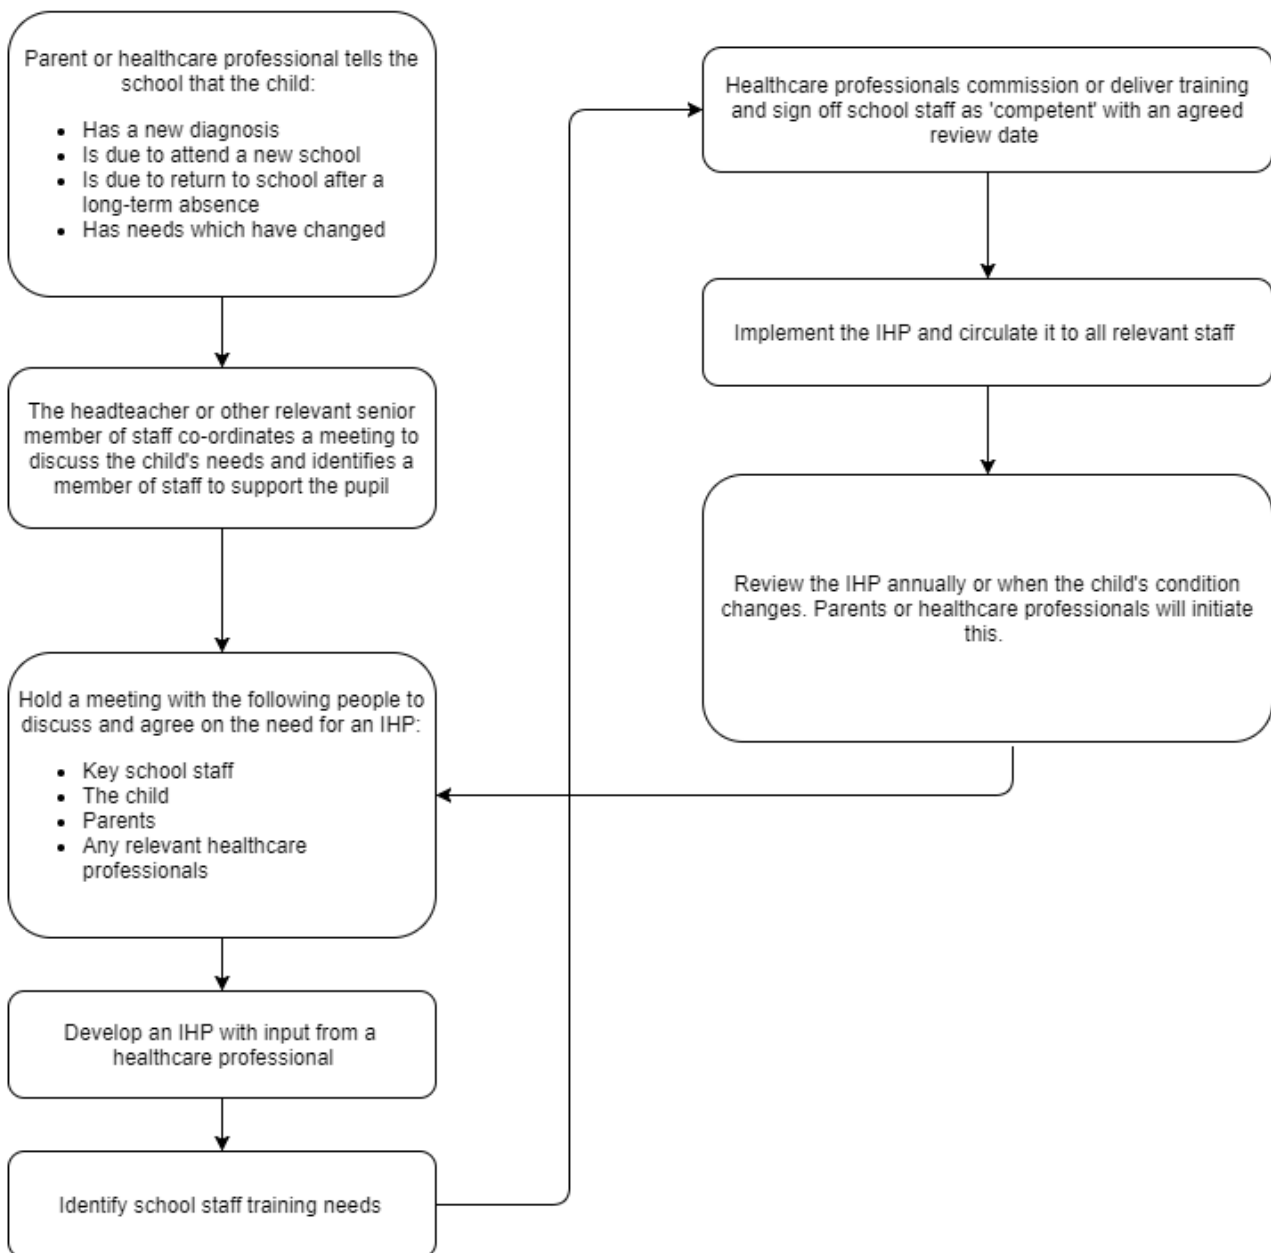 Parent or healthcare professional tells the
school that the child:
• Has a new diagnosis
• Is due to attend a new school
• Is due to return to school after a
long-term absence
• Has needs which have changed
The headteacher or other relevant senior
member of staff co-ordinates a meeting to
discuss the child's needs and identifies a
member of staff to support the pupil
Hold a meeting with the following people to
discuss and agree on the need for an IHP:
• Key school staff
• The child
• Parents
• Any relevant healthcare
professionals
Develop an IHP with input from a
healthcare professional
Identify school staff training needs
Healthcare professionals commission or deliver training
and sign off school staff as 'competent' with an agreed
review date
Implement the IHP and circulate it to all relevant staff
Review the IHP annually or when the child's condition
changes. Parents or healthcare professionals will initiate
this.